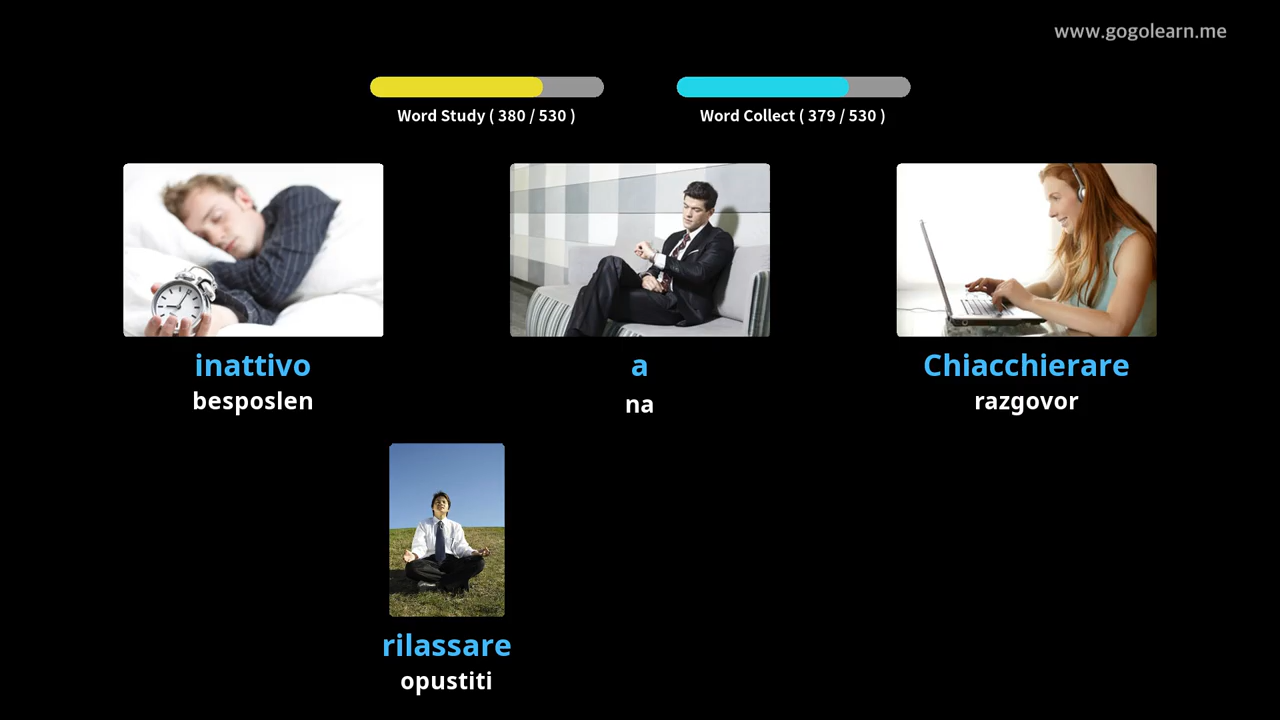 www.gogolearn.me
Word Study ( 380 / 530 )
Word Collect ( 379 / 530 )
inattivo
besposlen
a
na
Chiacchierare
razgovor
rilassare
opustiti